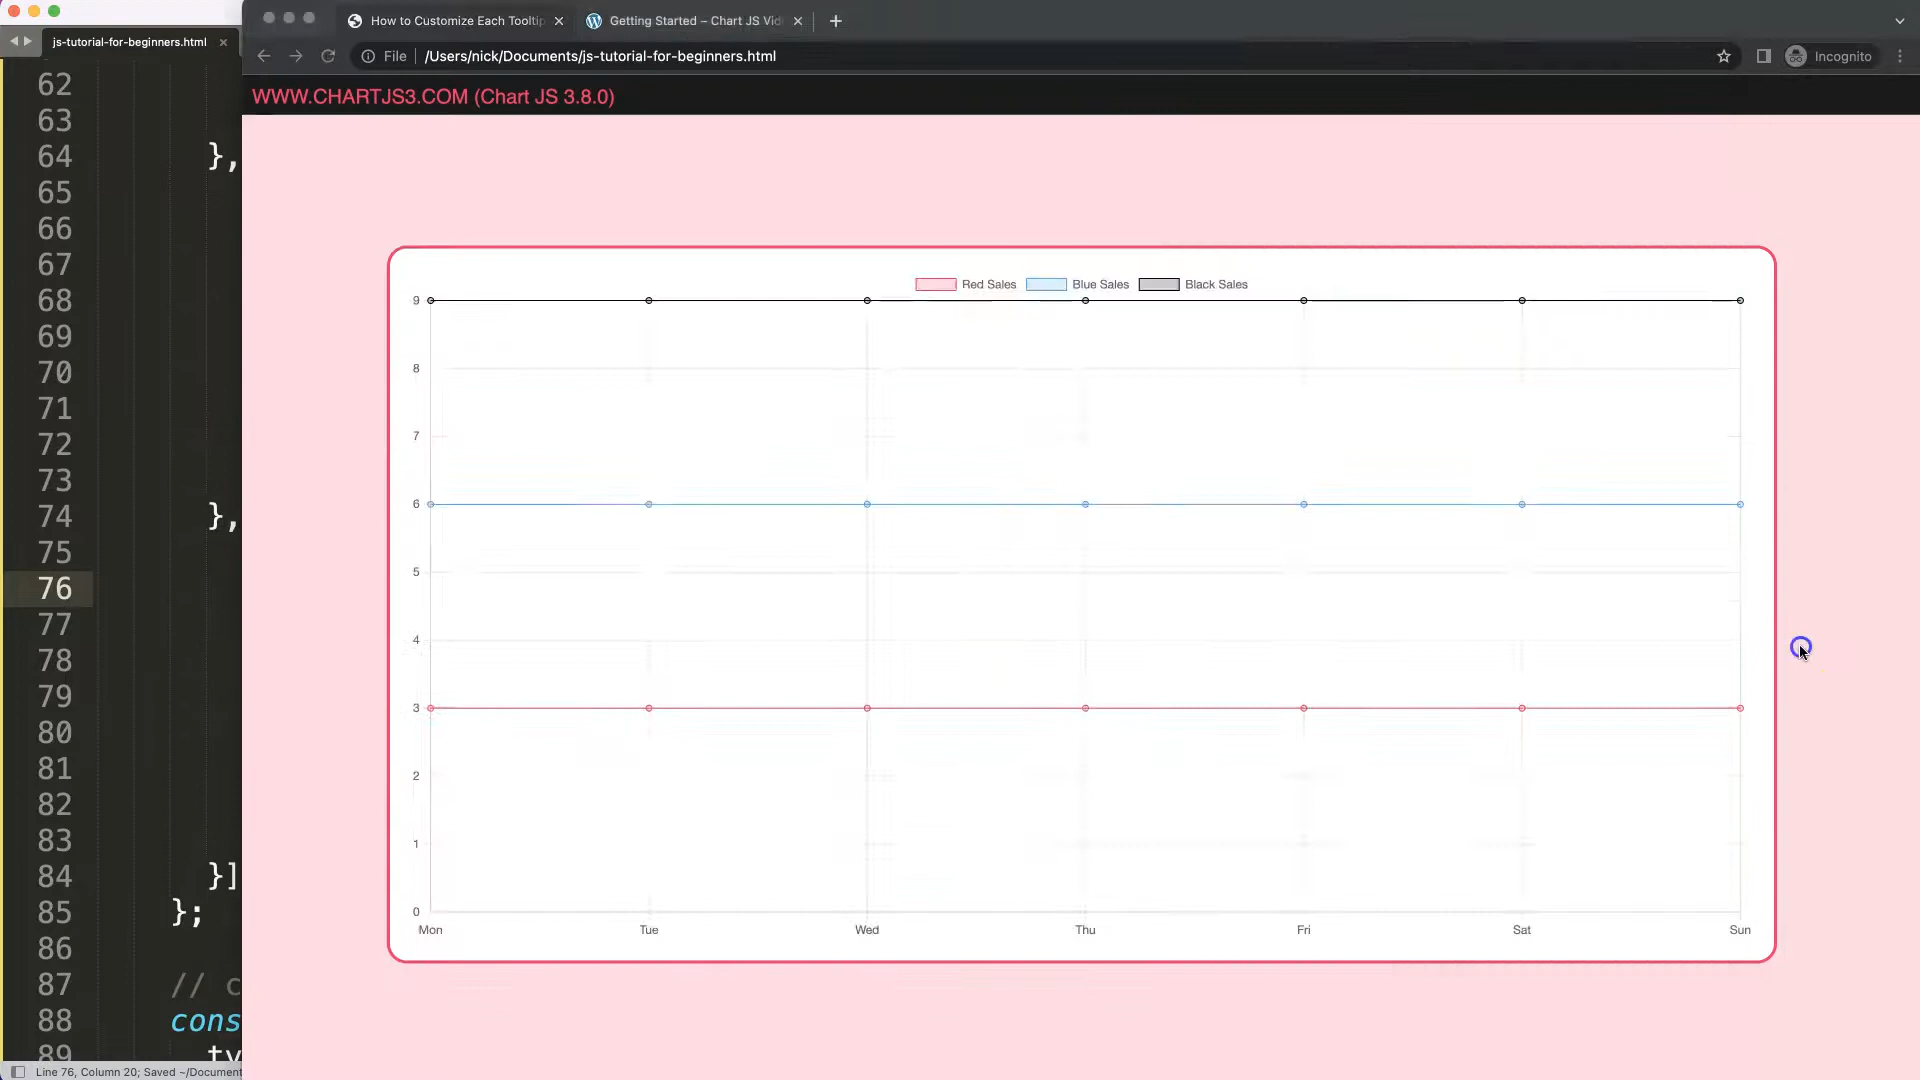 How to Customize Each Tooltip
Getting Started – Chart JS Vid
js-tutorial-for-beginners.html
File
/Users/nick/Documents/js-tutorial-for-beginners.html
Incognito
WWW.CHARTJS3.COM (Chart JS 3.8.0)
62
63
64 },
65
66
67
68
69
70
71
72
73
74 },
75
76
77
78
79
80
81
82
83
84 }]
85 };
86
87 // c
88 cons
89 ty
Line 76, Column 20; Saved ~/Document
Red Sales Blue Sales Black Sales
9
8
7
6
5
4
3
2
1
0
Mon Tue Wed Thu Fri Sat Sun